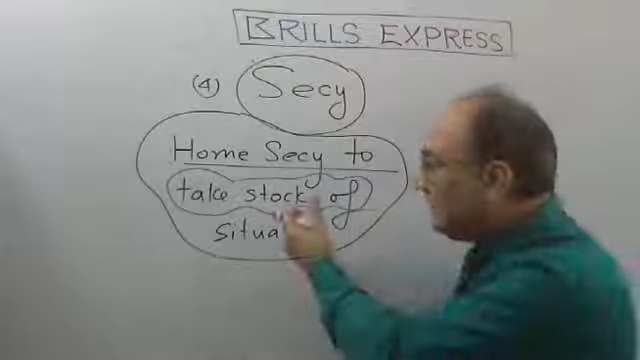 BRILLS EXPRESS
(4) Secy
Home Secy to
take stock of